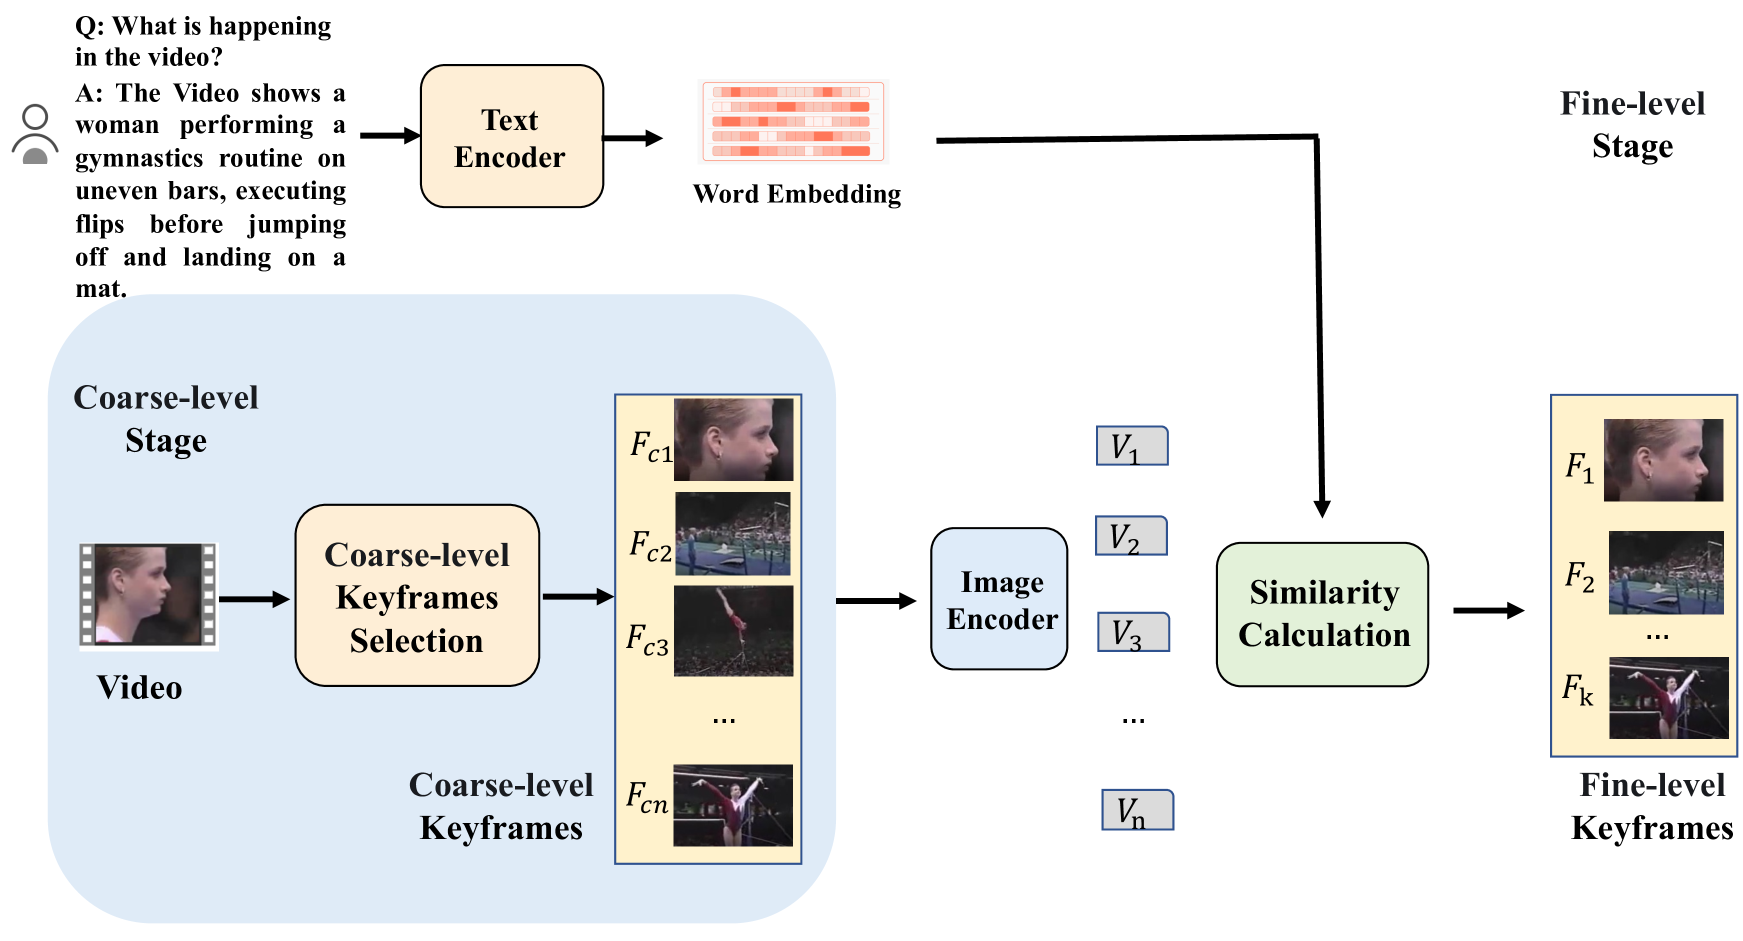 Q: What is happening
in the video?
A: The Video shows a
woman performing a
gymnastics routine on
uneven bars, executing
flips before jumping
off and landing on a
mat.
Text
Encoder
Word Embedding
Fine-level
Stage
Coarse-level
Stage
Video
Coarse-level
Keyframes
Selection
F_{c1}
F_{c2}
F_{c3}
...
F_{cn}
Coarse-level
Keyframes
Image
Encoder
V_1
V_2
V_3
...
V_n
Similarity
Calculation
F_1
F_2
...
F_k
Fine-level
Keyframes